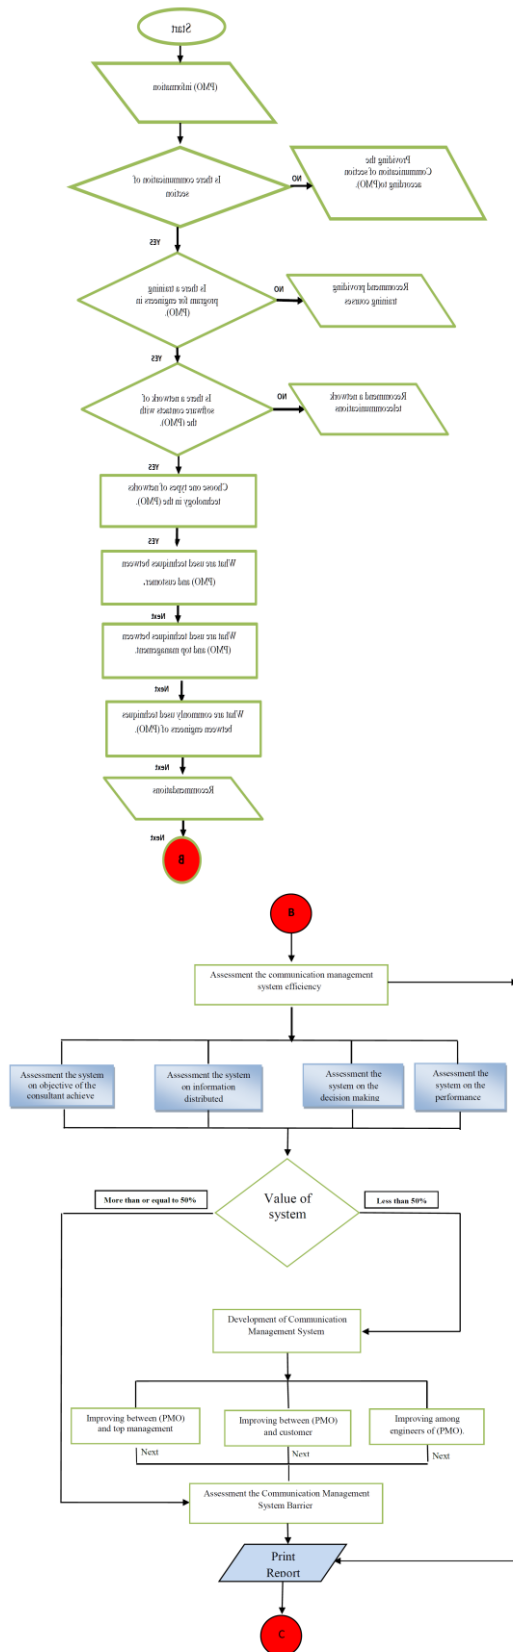 Start
(PMO) information
Is there communication of
section
NO
Providing the
Communication of section of
according to(PMO).
YES
Is there a training
program for engineers in
(PMO).
NO
Recommend providing
training courses
YES
Is there a network of
software contacts with
the (PMO).
NO
Recommend a network
telecommunications
YES
Choose one types of networks
technology in the (PMO).
YES
What are used techniques between
(PMO) and customer.
Next
What are used techniques between
(PMO) and top management.
Next
What are commonly used techniques
between engineers of (PMO).
Next
Recommendations
Next
B
B
Assessment the communication management
system efficiency
Assessment the system
on objective of the
consultant achieve
Assessment the system
on information
distributed
Assessment the
system on the
decision making
Assessment the
system on the
performance
More than or equal to 50%
Value of
system
Less than 50%
Development of Communication
Management System
Improving between (PMO)
and top management
Next
Improving between (PMO)
and customer
Next
Improving among
engineers of (PMO).
Next
Assessment the Communication Management
System Barrier
Print
Report
C